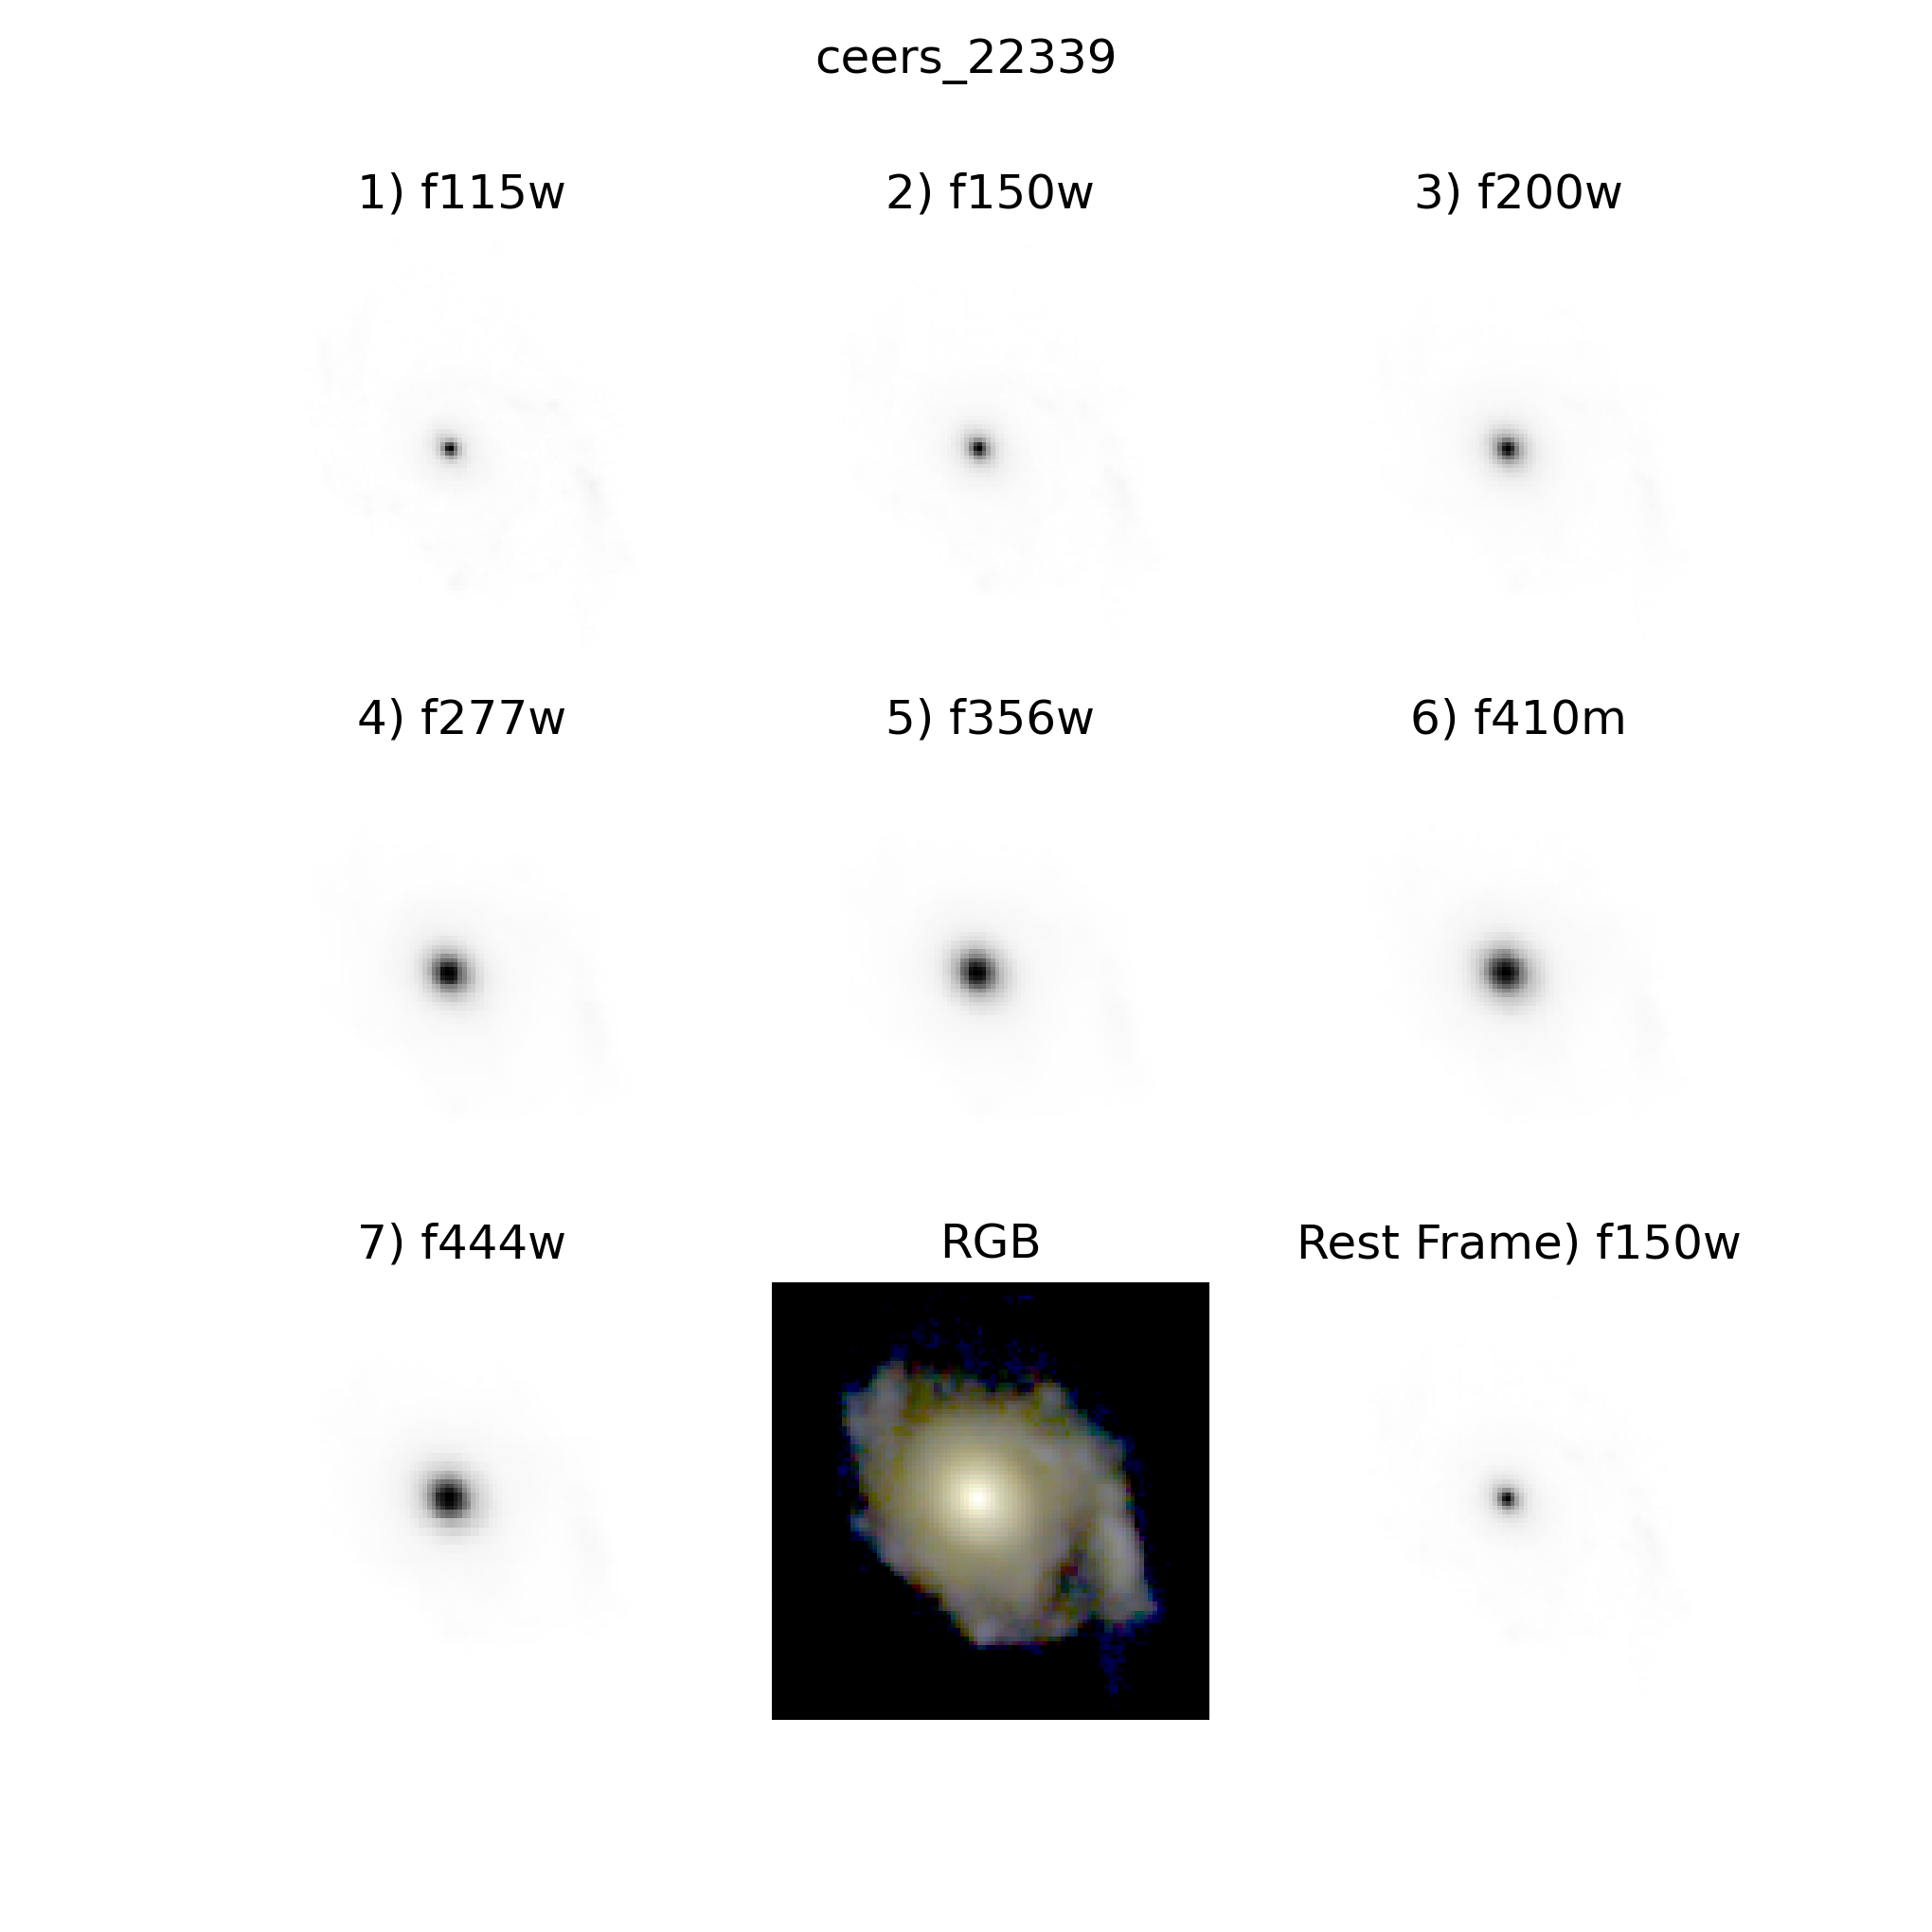 ceers_22339
1) f115w
2) f150w
3) f200w
4) f277w
5) f356w
6) f410m
7) f444w
RGB
Rest Frame) f150w